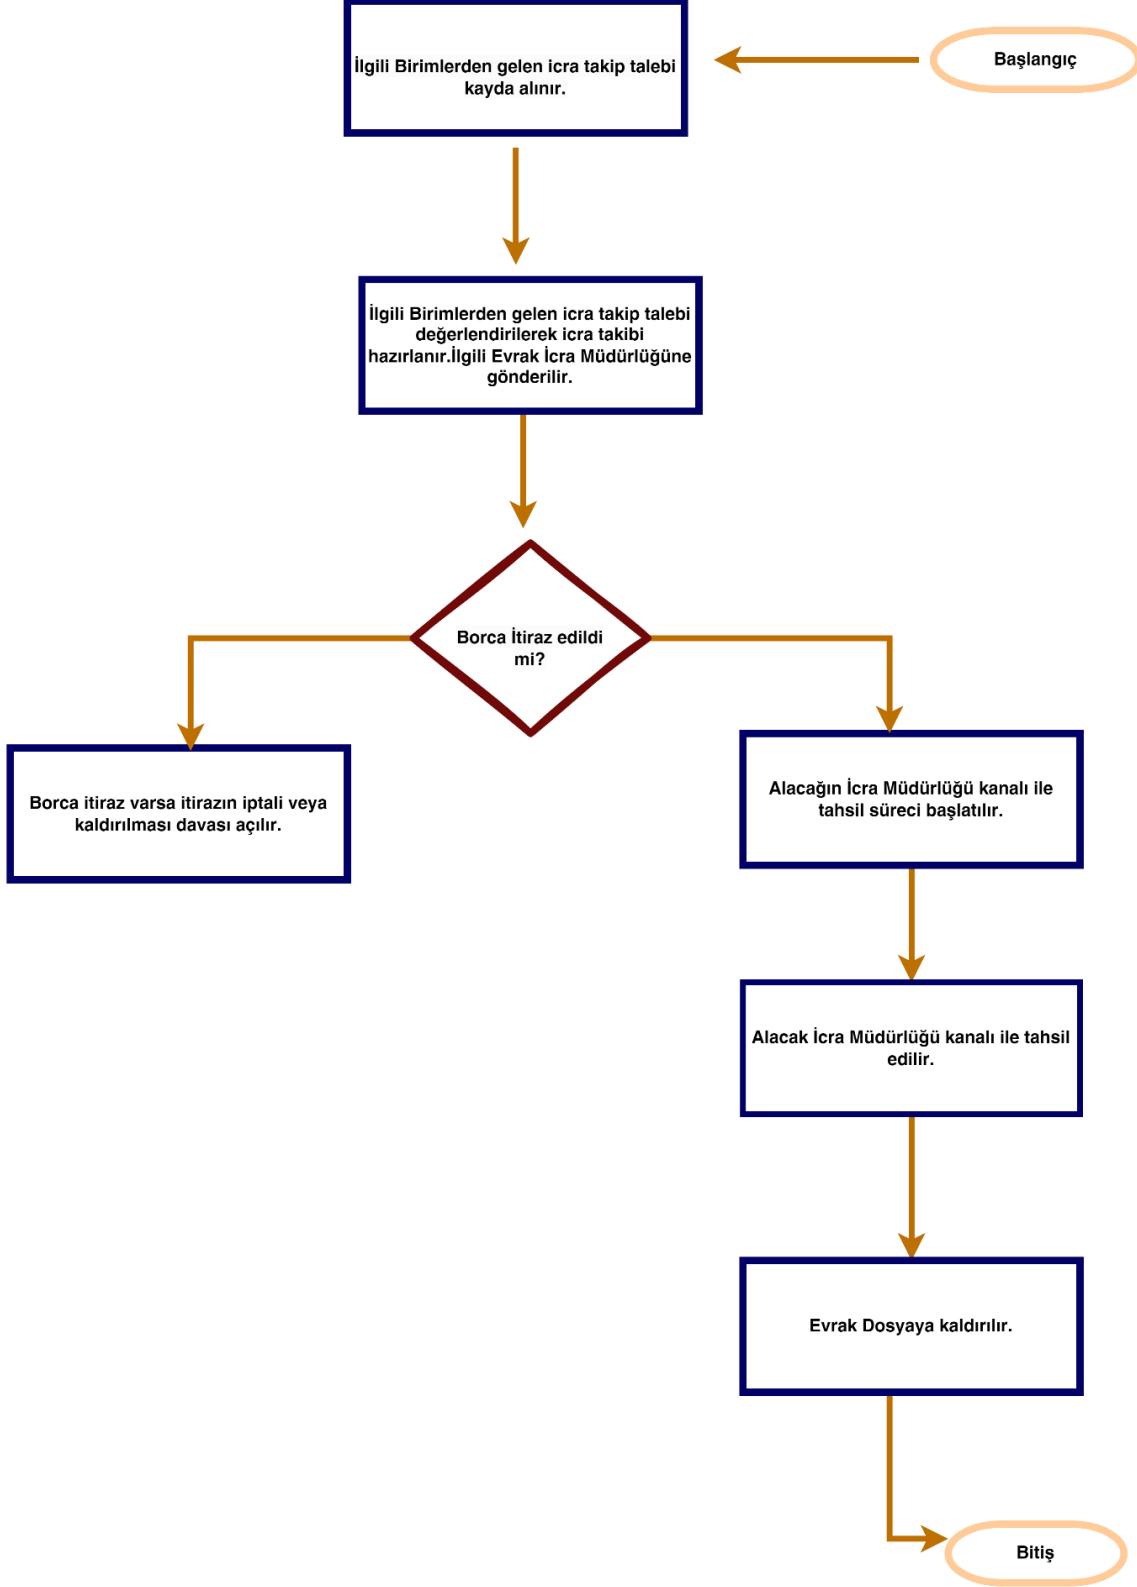 Başlangıç
İlgili Birimlerden gelen icra takip talebi
kayda alınır.
İlgili Birimlerden gelen icra takip talebi
değerlendirilerek icra takibi
hazırlanır.İlgili Evrak İcra Müdürlüğüne
gönderilir.
Borca İtiraz edildi
mi?
Borca itiraz varsa itirazın iptali veya
kaldırılması davası açılır.
Alacağın İcra Müdürlüğü kanalı ile
tahsil süreci başlatılır.
Alacak İcra Müdürlüğü kanalı ile tahsil
edilir.
Evrak Dosyaya kaldırılır.
Bitiş